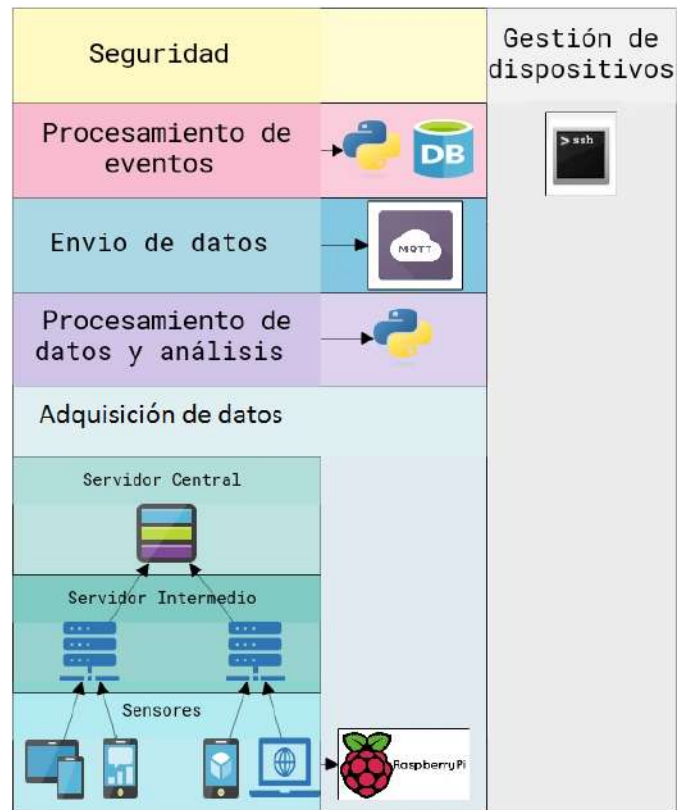 Seguridad
Gestión de
dispositivos
Procesamiento de
eventos
DB
> ssh
Envio de datos
MQTT
Procesamiento de
datos y análisis
Adquisición de datos
Servidor Central
Servidor Intermedio
Sensores
RaspberryPi